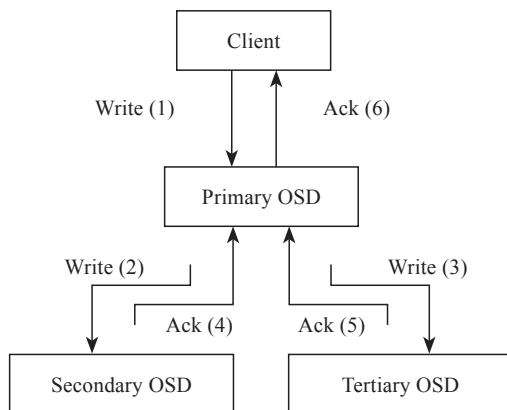 Client
Write (1)
Ack (6)
Primary OSD
Write (2)
Write (3)
Ack (4)
Ack (5)
Secondary OSD
Tertiary OSD